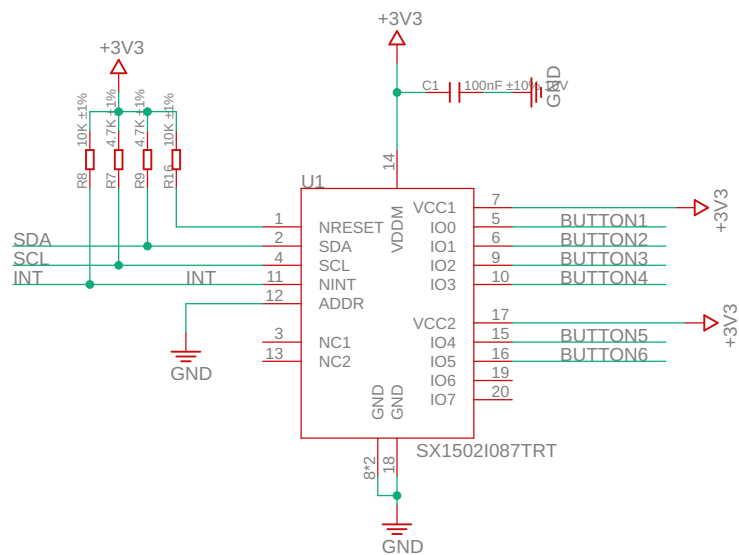 +3V3
+3V3
C1
100nF ±10% 10V
GND
10K ±1%
4.7K ±1%
4.7K ±1%
10K ±1%
R8
R7
R9
R16
U1
14
VDDM
1
NRESET
SDA
2
SDA
SCL
4
SCL
INT
INT
11
NINT
12
ADDR
GND
3
NC1
13
NC2
VCC1
7
+3V3
IO0
5
BUTTON1
IO1
6
BUTTON2
IO2
9
BUTTON3
IO3
10
BUTTON4
VCC2
17
+3V3
IO4
15
BUTTON5
IO5
16
BUTTON6
IO6
19
IO7
20
GND
GND
8*2
18
SX1502I087TRT
GND